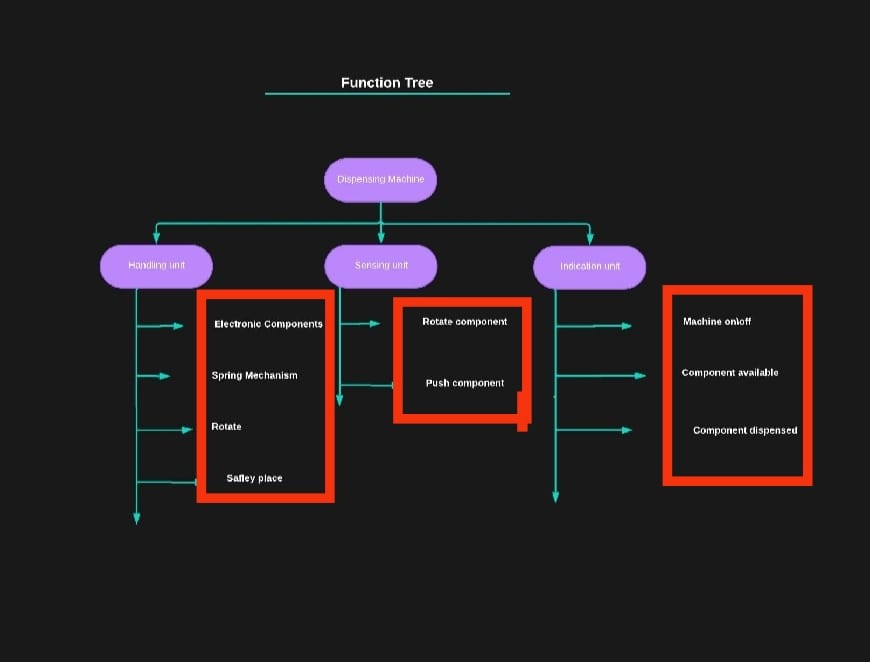 Function Tree
Dispensing Machine
Handling unit
Sensing unit
Indication unit
Electronic Components
Spring Mechanism
Rotate
Safley place
Rotate component
Push component
Machine on\off
Component available
Component dispensed